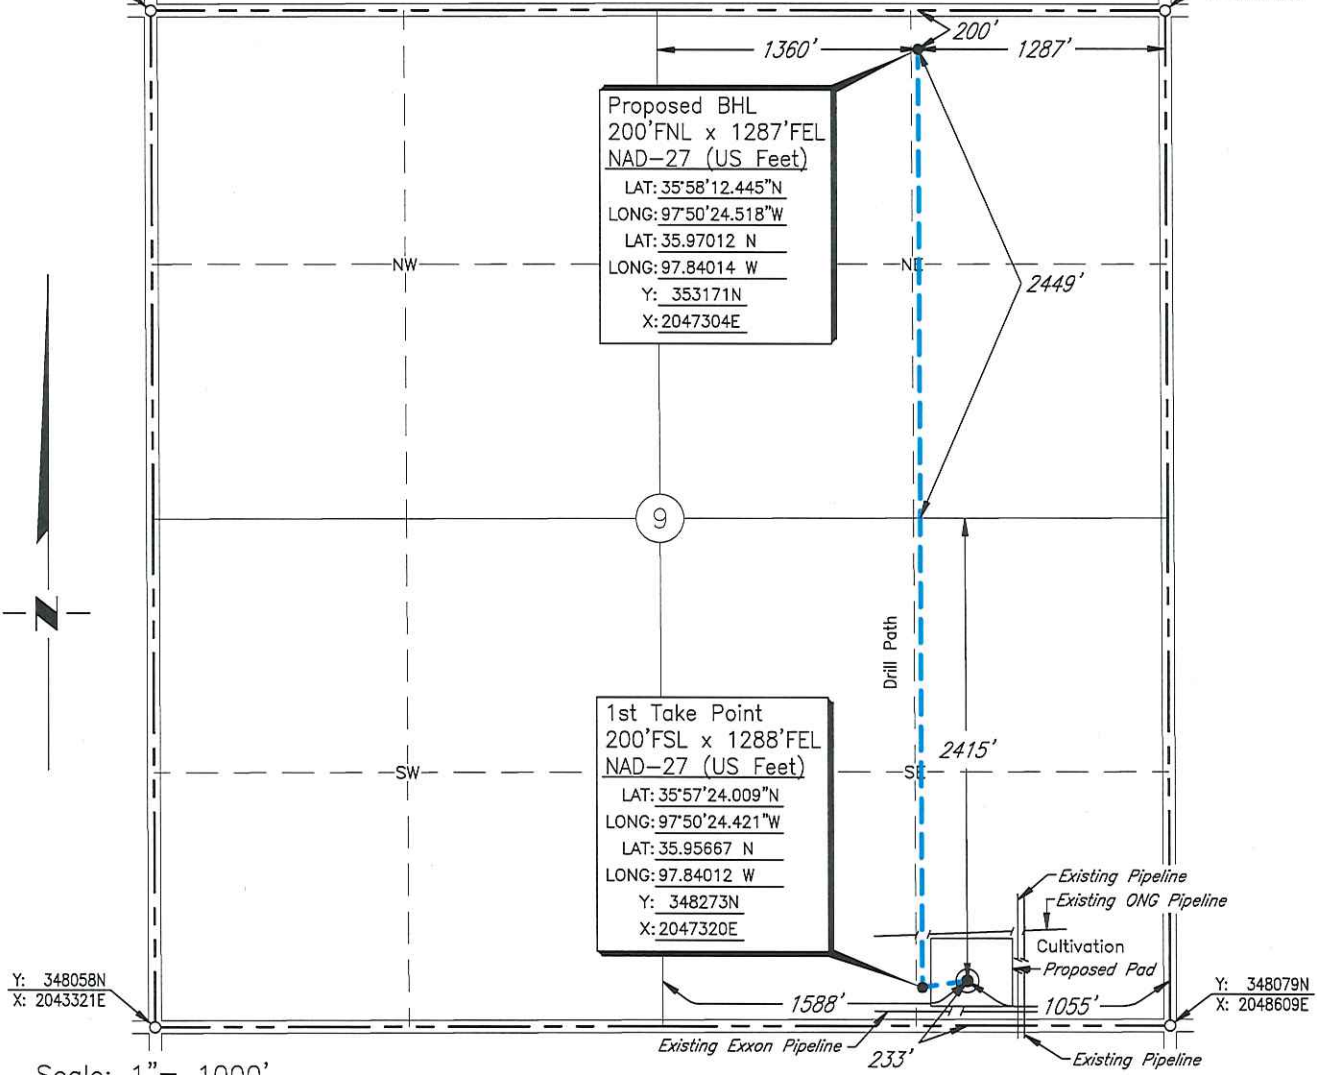 200'
1360'
1287'
Proposed BHL
200'FNL x 1287'FEL
NAD-27 (US Feet)
LAT: 35°58'12.445"N
LONG: 97°50'24.518"W
LAT: 35.97012 N
LONG: 97.84014 W
Y: 353171N
X: 2047304E
NW
NE
2449'
9
N
Drill Path
1st Take Point
200'FSL x 1288'FEL
NAD-27 (US Feet)
LAT: 35°57'24.009"N
LONG: 97°50'24.421"W
LAT: 35.95667 N
LONG: 97.84012 W
Y: 348273N
X: 2047320E
2415'
SW
SE
Existing Pipeline
Existing ONG Pipeline
Cultivation
Proposed Pad
Y: 348058N
X: 2043321E
1588'
1055'
Y: 348079N
X: 2048609E
Existing Exxon Pipeline
233'
Existing Pipeline
Scale: 1"= 1000'